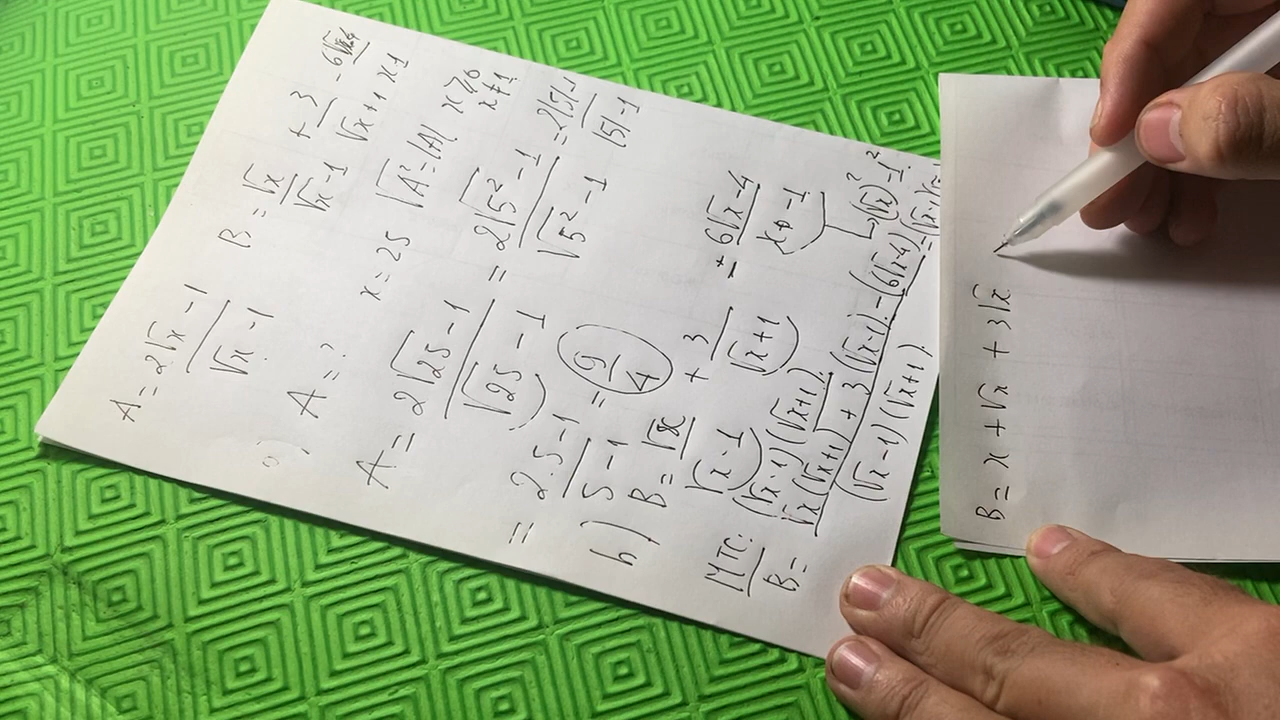 A = 2√x - 1 / √x - 1
B = √x / √x - 1 + 3 / √x + 1 - 6√x-4 / x-1
a) A = ? x = 25 √A² = |A| x ≥ 0 x ≠ 1
A = 2√25 - 1 / √25 - 1 = 2√5² - 1 / √5² - 1 = 2|5|-1 / |5|-1
= 2.5-1 / 5-1 = 9/4
b) B = √x / √x - 1 + 3 / √x+1 ± 6√x-4 / x-1
MTC: (√x-1)(√x+1). (√x)² - 1².
B = √x(√x+1) + 3(√x-1) - (6√x-4) / (√x-1)(√x+1).
B = x + √x + 3√x